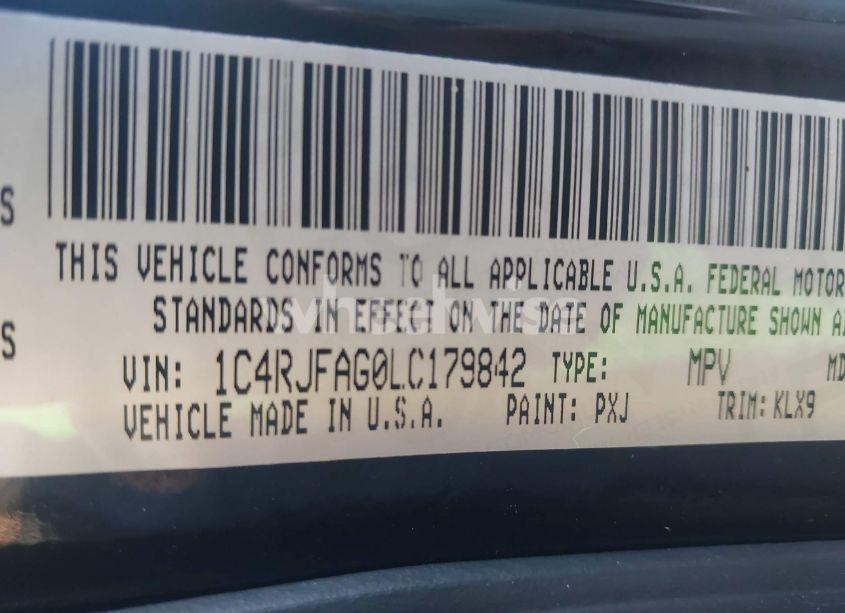 S
THIS VEHICLE CONFORMS TO ALL APPLICABLE U.S.A. FEDERAL MOTOR
STANDARDS IN EFFECT ON THE DATE OF MANUFACTURE SHOWN
S
VIN: 1C4RJFAG0LC179842 TYPE: MPV MD
VEHICLE MADE IN U.S.A. PAINT: PXJ TRIM: KLX9